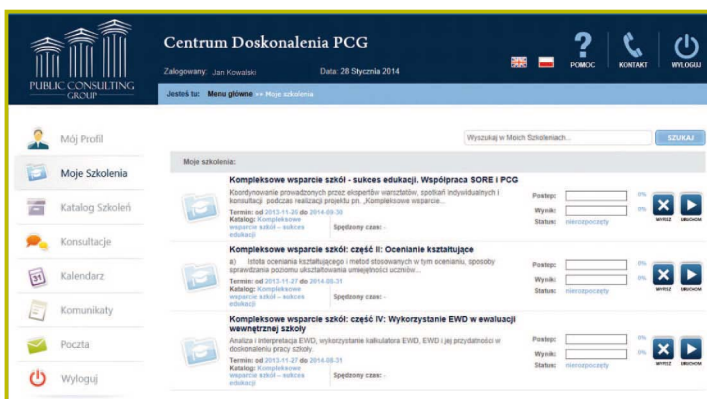 Centrum Doskonalenia PCG
Zalogowany: Jan Kowalski
Data: 28 Stycznia 2014
POMOC
KONTAKT
WYLOGUJ
PUBLIC CONSULTING
GROUP
Jesteś tu: Menu główne >> Moje szkolenia
SZUKAJ
Wyszukaj w Moich Szkoleniach...
Mój Profil
Moje Szkolenia
Katalog Szkoleń
Konsultacje
31
Kalendarz
Komunikaty
Poczta
Wyloguj
Moje szkolenia:
Kompleksowe wsparcie szkół - sukces edukacji. Współpraca SORE i PCG
Koordynowanie prowadzonych przez ekspertów warsztatów, spotkań indywidualnych i
konsultacji podczas realizacji projektu pn. „Kompleksowe wsparcie...
Termin: od 2013-11-20 do 2014-09-30
Katalog: Kompleksowe
wsparcie szkół – sukces
edukacji
Spędzony czas: -
Postęp: 0%
Wynik: 0%
Status: nierozpoczęty
WYPISZ
URUCHOM
Kompleksowe wsparcie szkół: część II: Ocenianie kształtujące
a) Istota oceniania kształtującego i metod stosowanych w tym ocenianiu, sposoby
sprawdzania poziomu ukształtowania umiejętności uczniów...
Termin: od 2013-11-27 do 2014-08-31
Katalog: Kompleksowe
wsparcie szkół – sukces
edukacji
Spędzony czas: -
Postęp: 0%
Wynik: 0%
Status: nierozpoczęty
WYPISZ
URUCHOM
Kompleksowe wsparcie szkół: część IV: Wykorzystanie EWD w ewaluacji
wewnętrznej szkoły
Analiza i interpretacja EWD, wykorzystanie kalkulatora EWD, EWD i jej przydatności w
doskonaleniu pracy szkoły.
Termin: od 2013-11-27 do 2014-08-31
Katalog: Kompleksowe
wsparcie szkół – sukces
edukacji
Spędzony czas: -
Postęp: 0%
Wynik: 0%
Status: nierozpoczęty
WYPISZ
URUCHOM